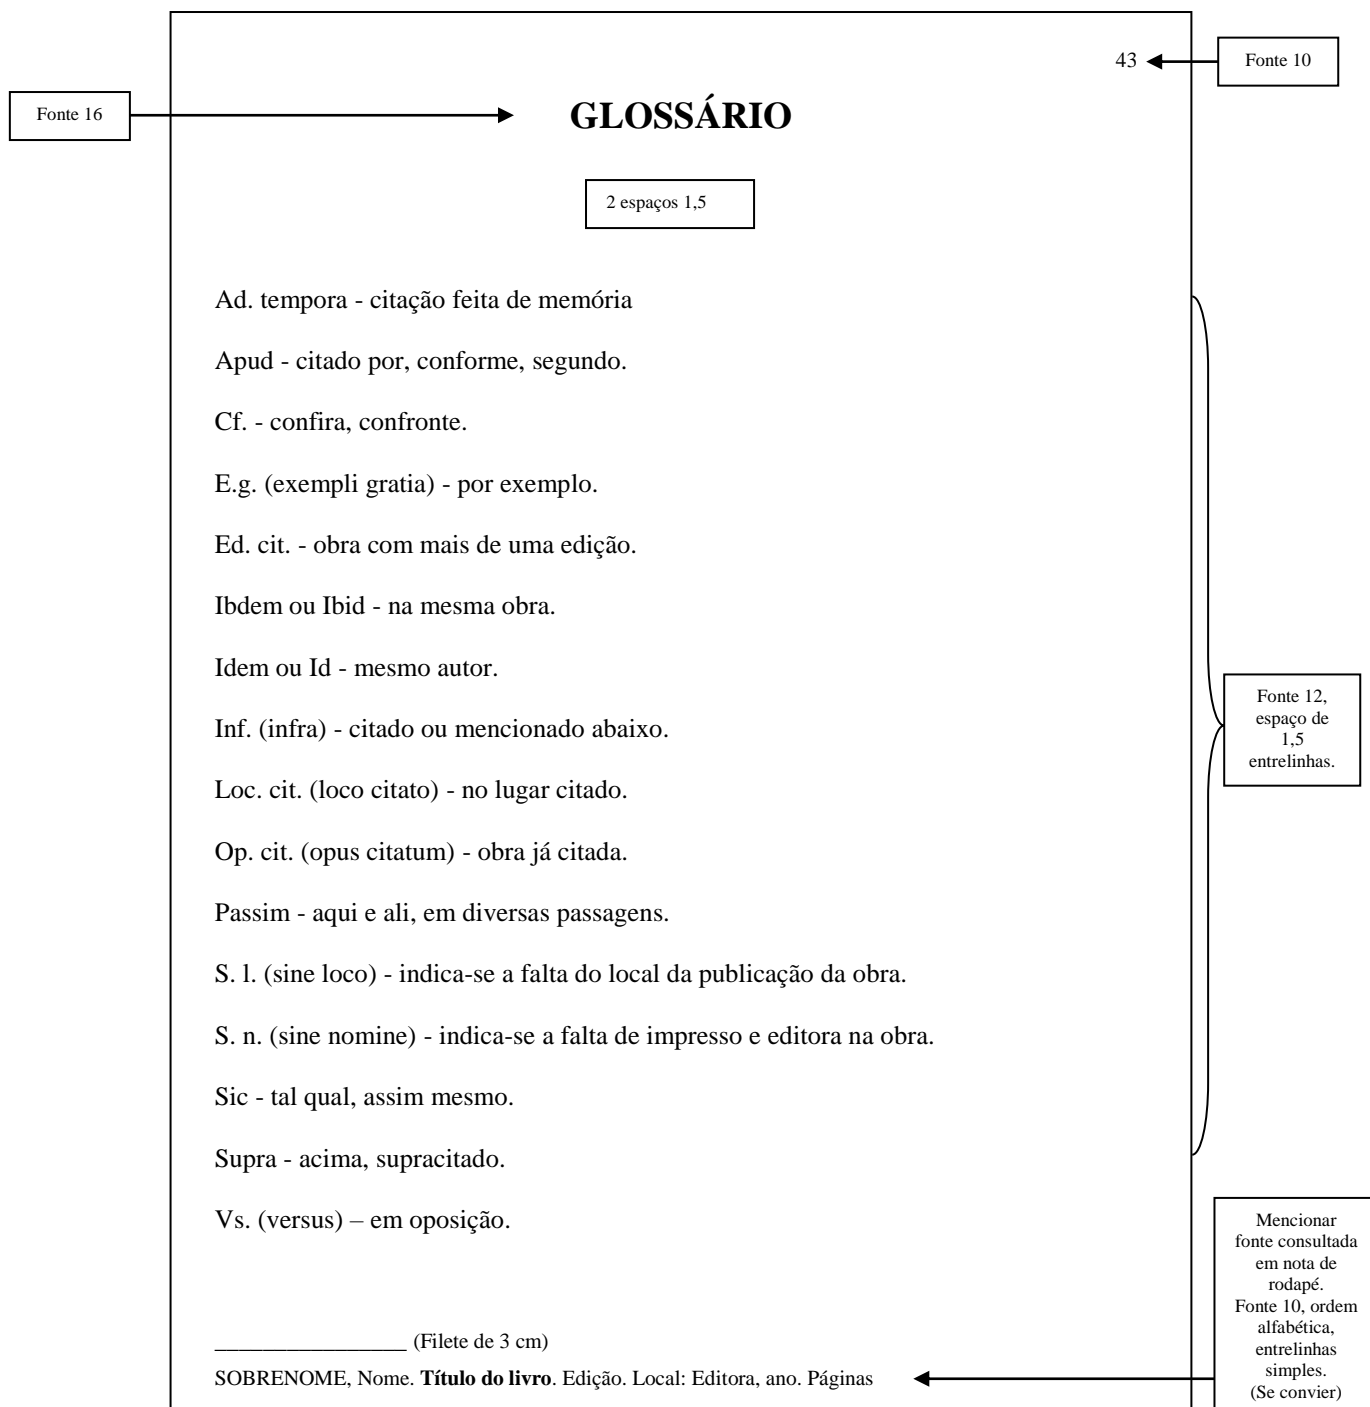 43
Fonte 10
Fonte 16
GLOSSÁRIO
2 espaços 1,5
Ad. tempora - citação feita de memória
Apud - citado por, conforme, segundo.
Cf. - confira, confronte.
E.g. (exempli gratia) - por exemplo.
Ed. cit. - obra com mais de uma edição.
Ibdem ou Ibid - na mesma obra.
Idem ou Id - mesmo autor.
Inf. (infra) - citado ou mencionado abaixo.
Loc. cit. (loco citato) - no lugar citado.
Op. cit. (opus citatum) - obra já citada.
Passim - aqui e ali, em diversas passagens.
S. l. (sine loco) - indica-se a falta do local da publicação da obra.
S. n. (sine nomine) - indica-se a falta de impresso e editora na obra.
Sic - tal qual, assim mesmo.
Supra - acima, supracitado.
Vs. (versus) – em oposição.
Fonte 12,
espaço de
1,5
entrelinhas.
________________ (Filete de 3 cm)
SOBRENOME, Nome. Título do livro. Edição. Local: Editora, ano. Páginas
Mencionar
fonte consultada
em nota de
rodapé.
Fonte 10, ordem
alfabética,
entrelinhas
simples.
(Se convier)